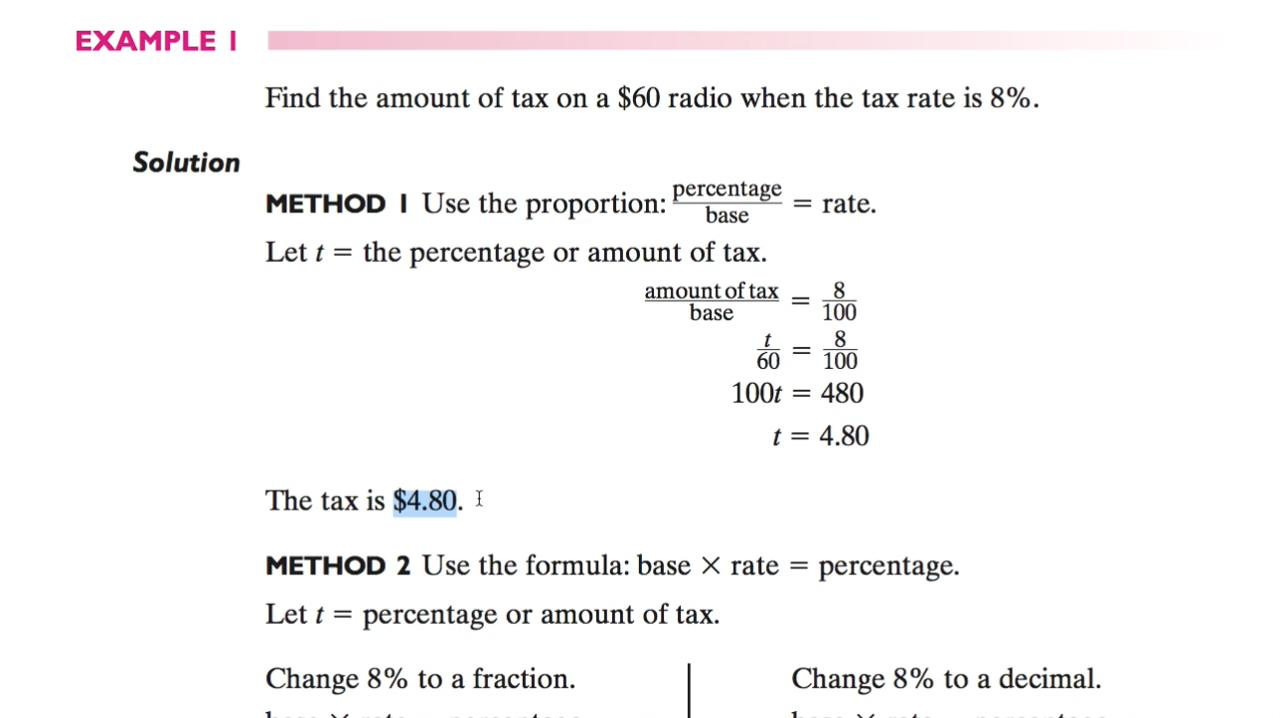 EXAMPLE 1
Find the amount of tax on a $60 radio when the tax rate is 8%.
Solution
METHOD 1 Use the proportion: percentage/base = rate.
Let t = the percentage or amount of tax.
amount of tax/base = 8/100
t/60 = 8/100
100t = 480
t = 4.80
The tax is $4.80.
METHOD 2 Use the formula: base × rate = percentage.
Let t = percentage or amount of tax.
Change 8% to a fraction. Change 8% to a decimal.